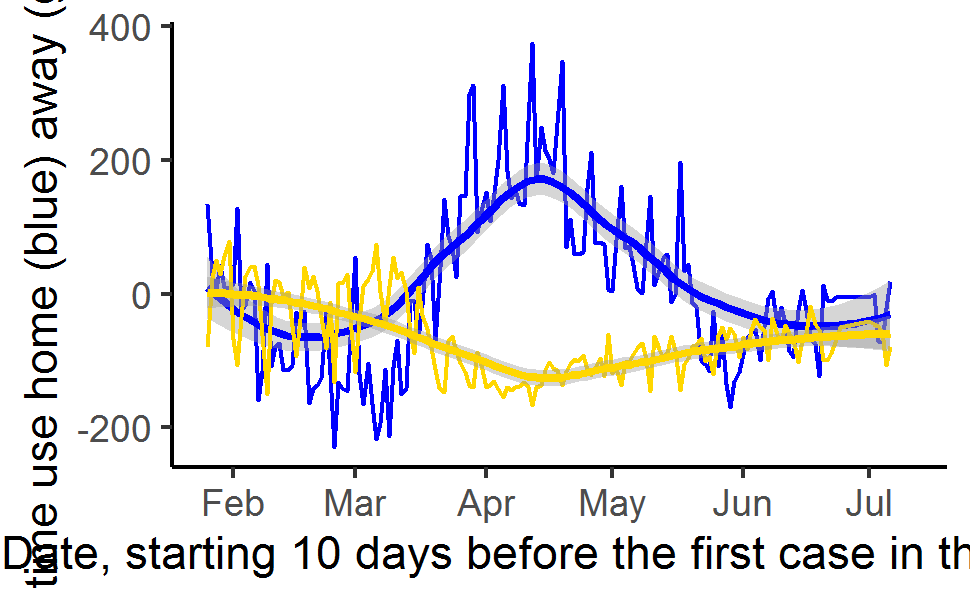 time use home (blue) away (
400
200
0
-200
Feb Mar Apr May Jun Jul
Date, starting 10 days before the first case in th